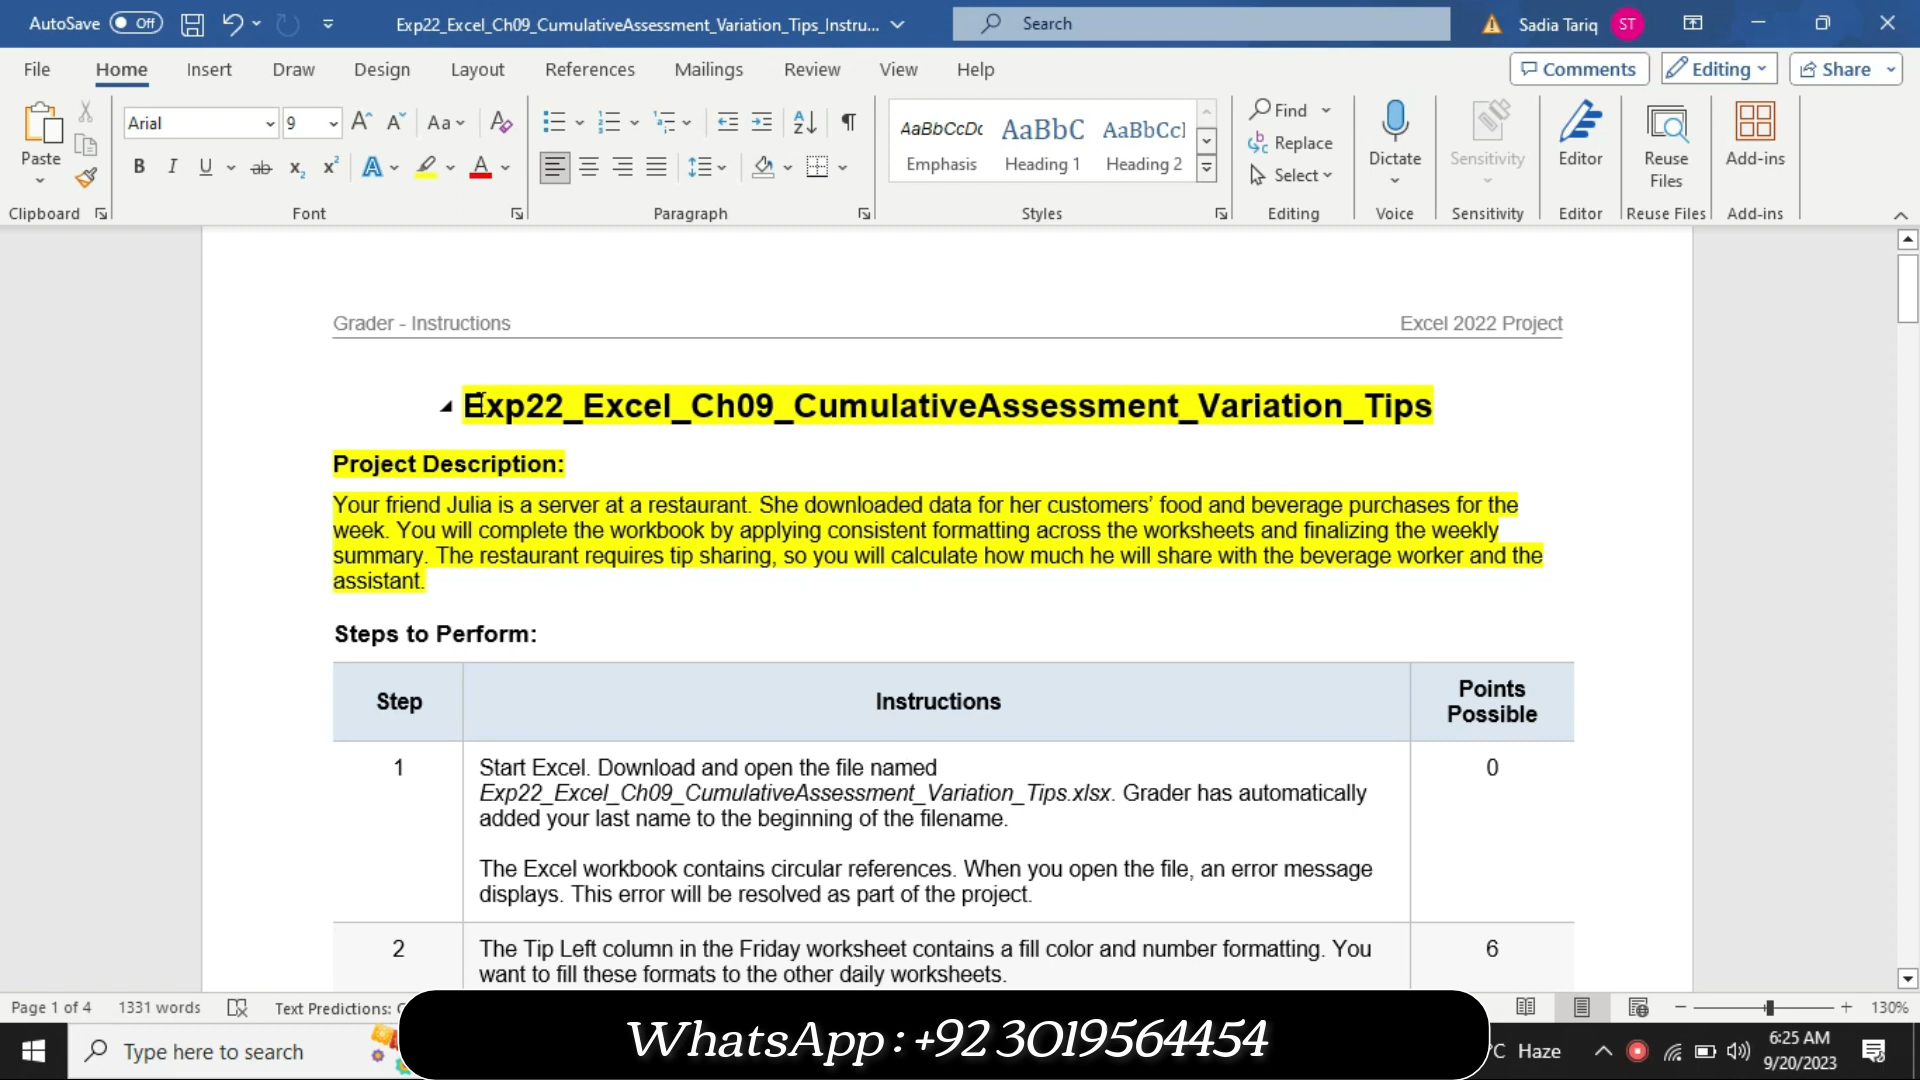 AutoSave Off Exp22_Excel_Ch09_CumulativeAssessment_Variation_Tips_Instru... Search Sadia Tariq ST
File Home Insert Draw Design Layout References Mailings Review View Help Comments Editing Share
Paste Arial 9 Aa AaBbCcDc AaBbC AaBbCcI Find Replace Select Dictate Sensitivity Editor Reuse Files Add-ins
B I U ab x₂ x² A A Emphasis Heading 1 Heading 2
Clipboard Font Paragraph Styles Editing Voice Sensitivity Editor Reuse Files Add-ins
Grader - Instructions Excel 2022 Project
Exp22_Excel_Ch09_CumulativeAssessment_Variation_Tips
Project Description:
Your friend Julia is a server at a restaurant. She downloaded data for her customers’ food and beverage purchases for the
week. You will complete the workbook by applying consistent formatting across the worksheets and finalizing the weekly
summary. The restaurant requires tip sharing, so you will calculate how much he will share with the beverage worker and the
assistant.
Steps to Perform:
Step Instructions Points Possible
1 Start Excel. Download and open the file named 0
Exp22_Excel_Ch09_CumulativeAssessment_Variation_Tips.xlsx. Grader has automatically
added your last name to the beginning of the filename.
The Excel workbook contains circular references. When you open the file, an error message
displays. This error will be resolved as part of the project.
2 The Tip Left column in the Friday worksheet contains a fill color and number formatting. You 6
want to fill these formats to the other daily worksheets.
Page 1 of 4 1331 words Text Predictions: 130%
WhatsApp : +92 3019564454
Type here to search °C Haze 6:25 AM
9/20/2023